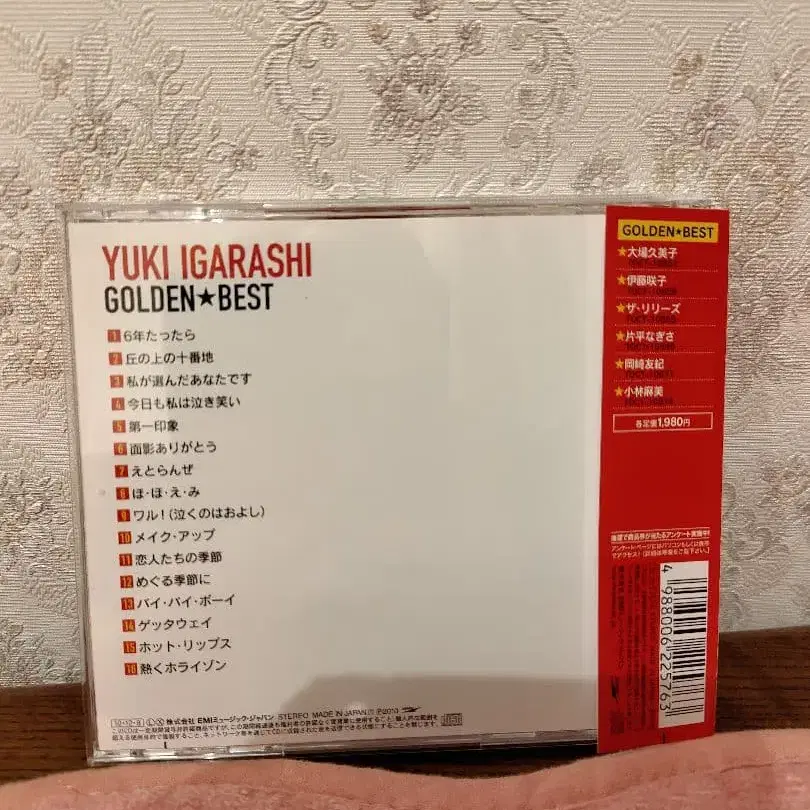 YUKI IGARASHI
GOLDEN★BEST
1 6年たったら
2 丘の上の十番地
3 私が選んだあなたです
4 今日も私は泣き笑い
5 第一印象
6 面影ありがとう
7 えとらんぜ
8 ほ・ほ・え・み
9 ワル!(泣くのはおよし)
10 メイク・アップ
11 恋人たちの季節
12 めぐる季節に
13 バイ・バイ・ボーイ
14 ゲッタウェイ
15 ホット・リップス
16 熱くホライゾン
10・12・8 株式会社 EMIミュージック・ジャパン STEREO MADE IN JAPAN
GOLDEN★BEST
★大場久美子
★伊藤咲子
★ザ・リリーズ
★片平なぎさ
★岡崎友紀
★小林麻美
各定価1,980円
4988006225763